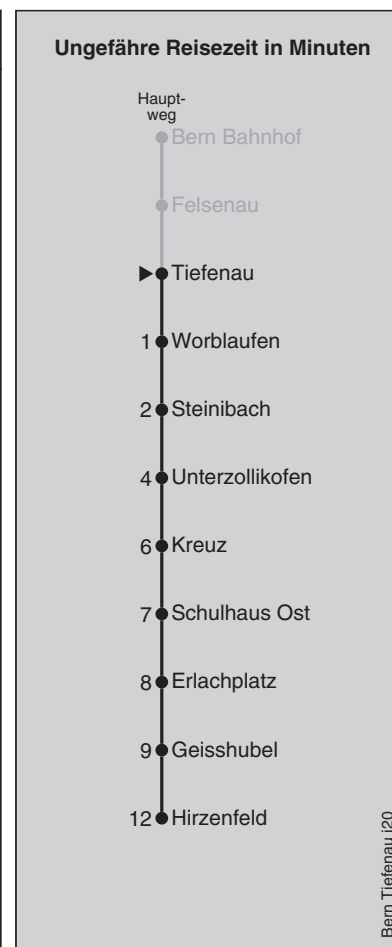 Ungefähre Reisezeit in Minuten
Haupt-
weg
Bern Bahnhof
Felsenau
Tiefenau
1 Worblaufen
2 Steinibach
4 Unterzollikofen
6 Kreuz
7 Schulhaus Ost
8 Erlachplatz
9 Geisshubel
12 Hirzenfeld
Bern Tiefenau j20